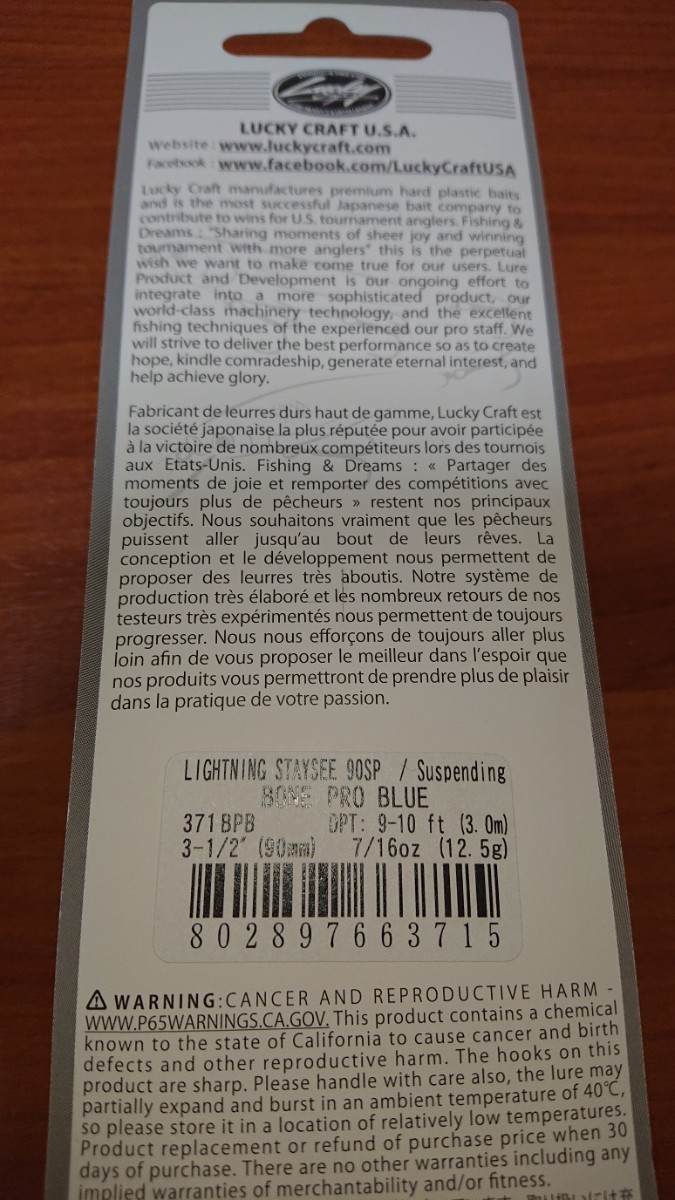 LUCKY CRAFT U.S.A.
Website : www.luckycraft.com
Facebook : www.facebook.com/LuckyCraftUSA
Lucky Craft manufactures premium hard plastic baits
and is the most successful Japanese bait company to
contribute to wins for U.S. tournament anglers. Fishing &
Dreams : "Sharing moments of sheer joy and winning
tournament with more anglers" this is the perpetual
wish we want to make come true for our users. Lure
Product and Development is our ongoing effort to
integrate into a more sophisticated product, our
world-class machinery technology, and the excellent
fishing techniques of the experienced our pro staff. We
will strive to deliver the best performance so as to create
hope, kindle comradeship, generate eternal interest, and
help achieve glory.
Fabricant de leurres durs haut de gamme, Lucky Craft est
la société japonaise la plus réputée pour avoir participée
à la victoire de nombreux compétiteurs lors des tournois
aux Etats-Unis. Fishing & Dreams : « Partager des
moments de joie et remporter des compétitions avec
toujours plus de pêcheurs » restent nos principaux
objectifs. Nous souhaitons vraiment que les pêcheurs
puissent aller jusqu'au bout de leurs rêves. La
conception et le développement nous permettent de
proposer des leurres très aboutis. Notre système de
production très élaboré et les nombreux retours de nos
testeurs très expérimentés nous permettent de toujours
progresser. Nous nous efforçons de toujours aller plus
loin afin de vous proposer le meilleur dans l'espoir que
nos produits vous permettront de prendre plus de plaisir
dans la pratique de votre passion.
LIGHTNING STAYSEE 90SP / Suspending
BONE PRO BLUE
371 BPB DPT: 9-10 ft (3.0m)
3-1/2" (90mm) 7/16oz (12.5g)
802897663715
⚠ WARNING:CANCER AND REPRODUCTIVE HARM -
WWW.P65WARNINGS.CA.GOV. This product contains a chemical
known to the state of California to cause cancer and birth
defects and other reproductive harm. The hooks on this
product are sharp. Please handle with care also, the lure may
partially expand and burst in an ambient temperature of 40℃,
so please store it in a location of relatively low temperatures.
Product replacement or refund of purchase price when 30
days of purchase. There are no other warranties including any
implied warranties of merchantability and/or fitness.